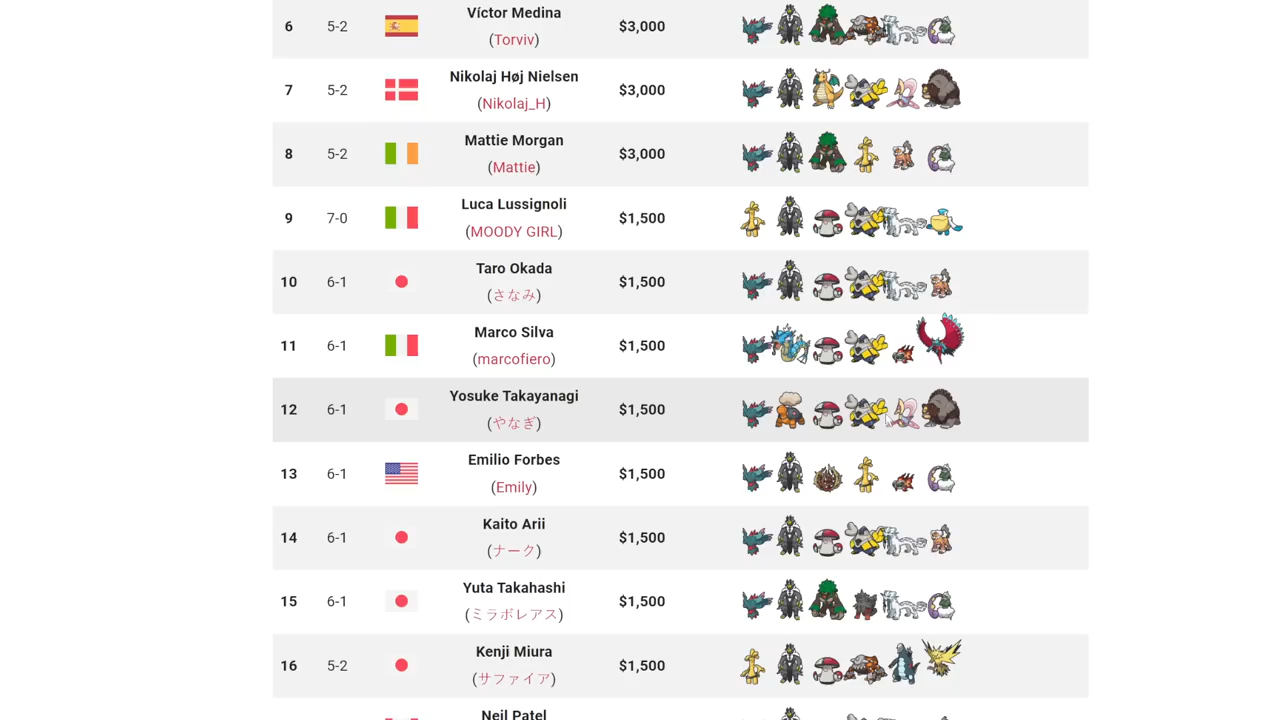 6 5-2 Víctor Medina $3,000
(Torviv)
7 5-2 Nikolaj Høj Nielsen $3,000
(Nikolaj_H)
8 5-2 Mattie Morgan $3,000
(Mattie)
9 7-0 Luca Lussignoli $1,500
(MOODY GIRL)
10 6-1 Taro Okada $1,500
(さなみ)
11 6-1 Marco Silva $1,500
(marcofiero)
12 6-1 Yosuke Takayanagi $1,500
(やなぎ)
13 6-1 Emilio Forbes $1,500
(Emily)
14 6-1 Kaito Arii $1,500
(ナーク)
15 6-1 Yuta Takahashi $1,500
(ミラボレアス)
16 5-2 Kenji Miura $1,500
(サファイア)
Neil Patel